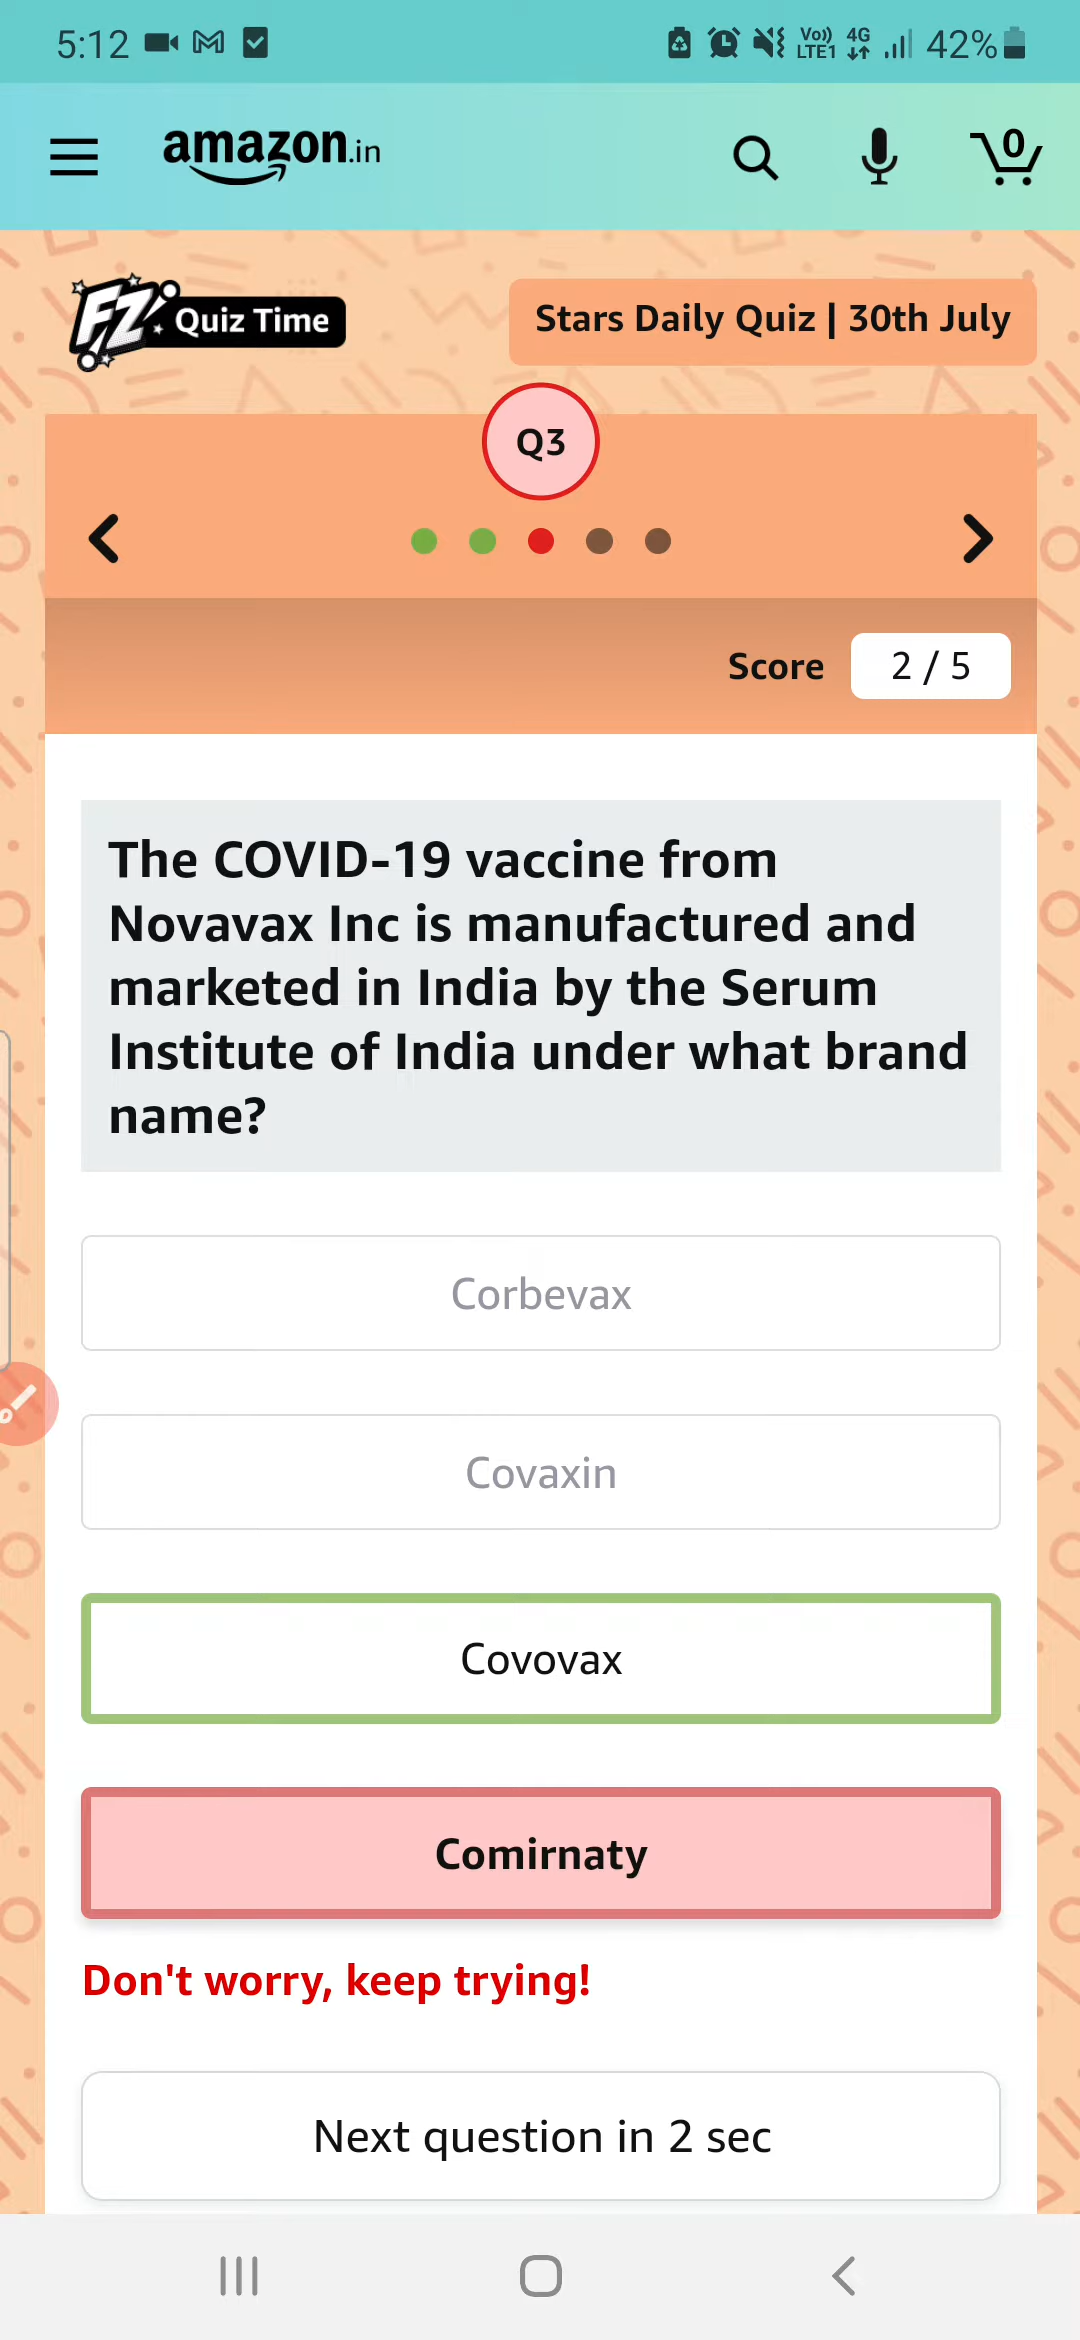 5:12
Vo)) LTE1 4G 42%
amazon.in
0
FZ Quiz Time
Stars Daily Quiz | 30th July
Q3
Score 2 / 5
The COVID-19 vaccine from
Novavax Inc is manufactured and
marketed in India by the Serum
Institute of India under what brand
name?
Corbevax
Covaxin
Covovax
Comirnaty
Don't worry, keep trying!
Next question in 2 sec